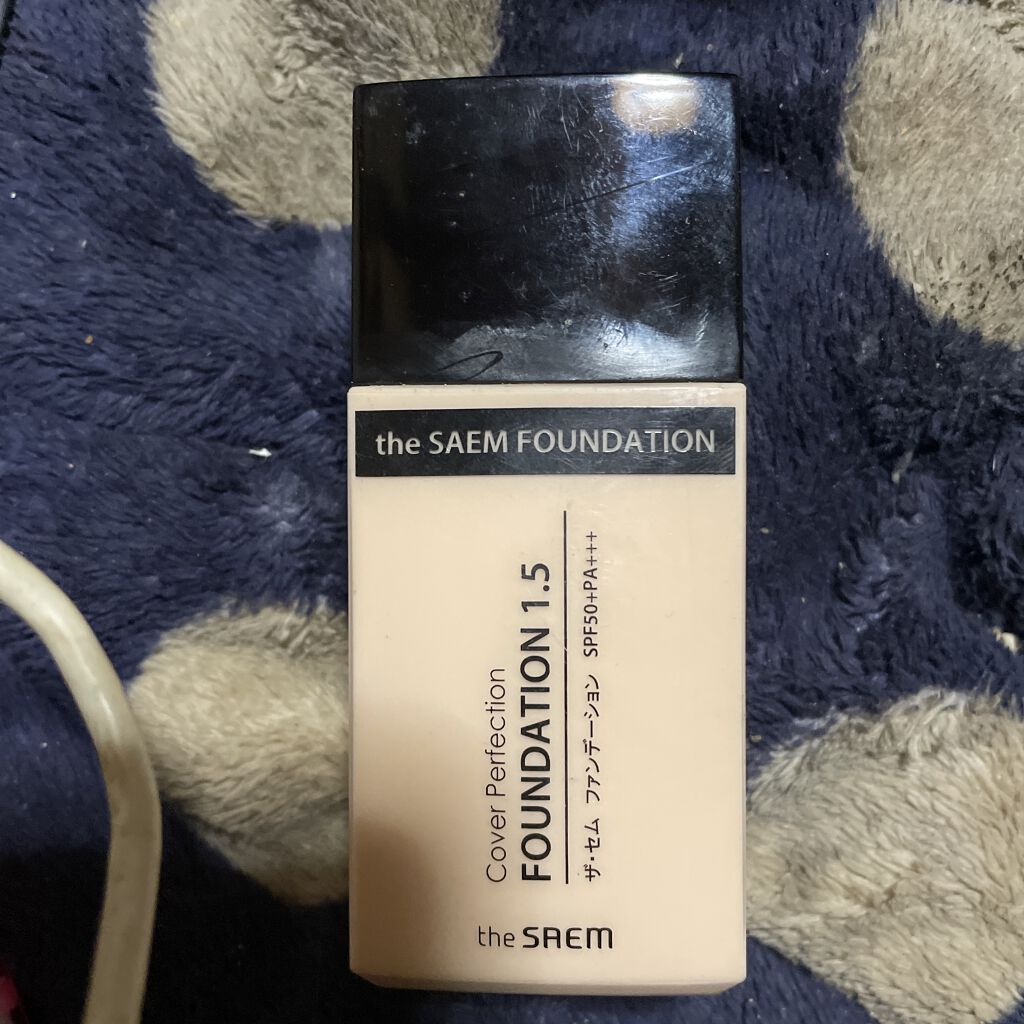 the SAEM FOUNDATION
Cover Perfection
FOUNDATION 1.5
ザ・セム ファンデーション SPF50+PA+++
the SAEM